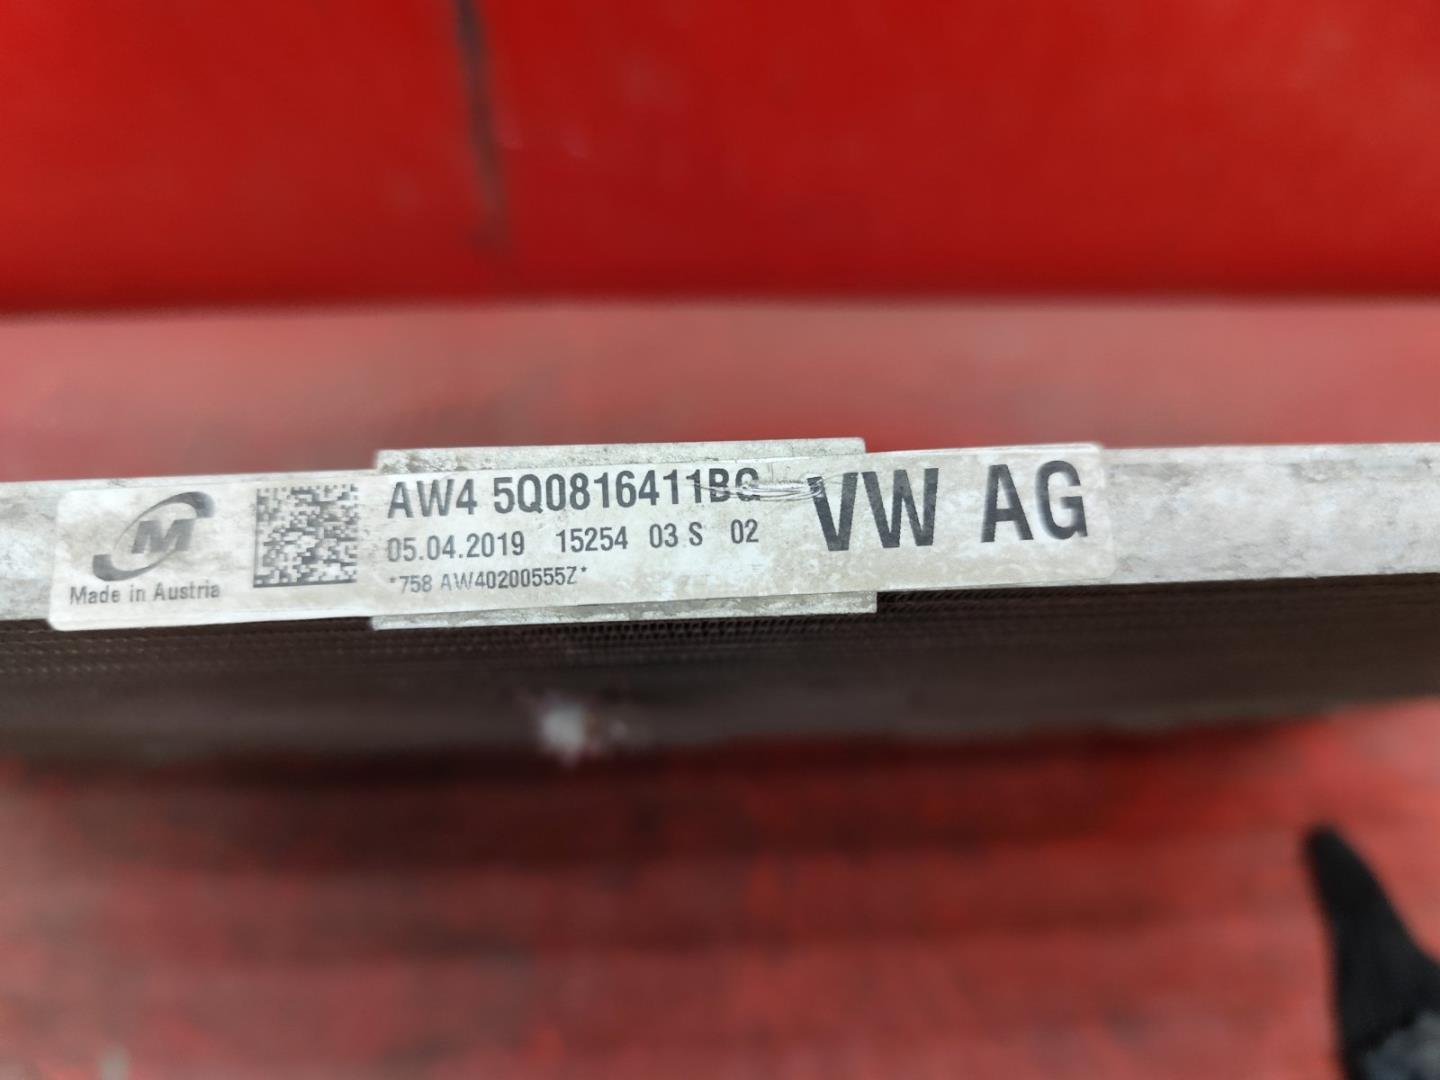 M
Made in Austria
AW4 5Q0816411BG
05.04.2019 15254 03 S 02
*758 AW40200555Z*
VW AG